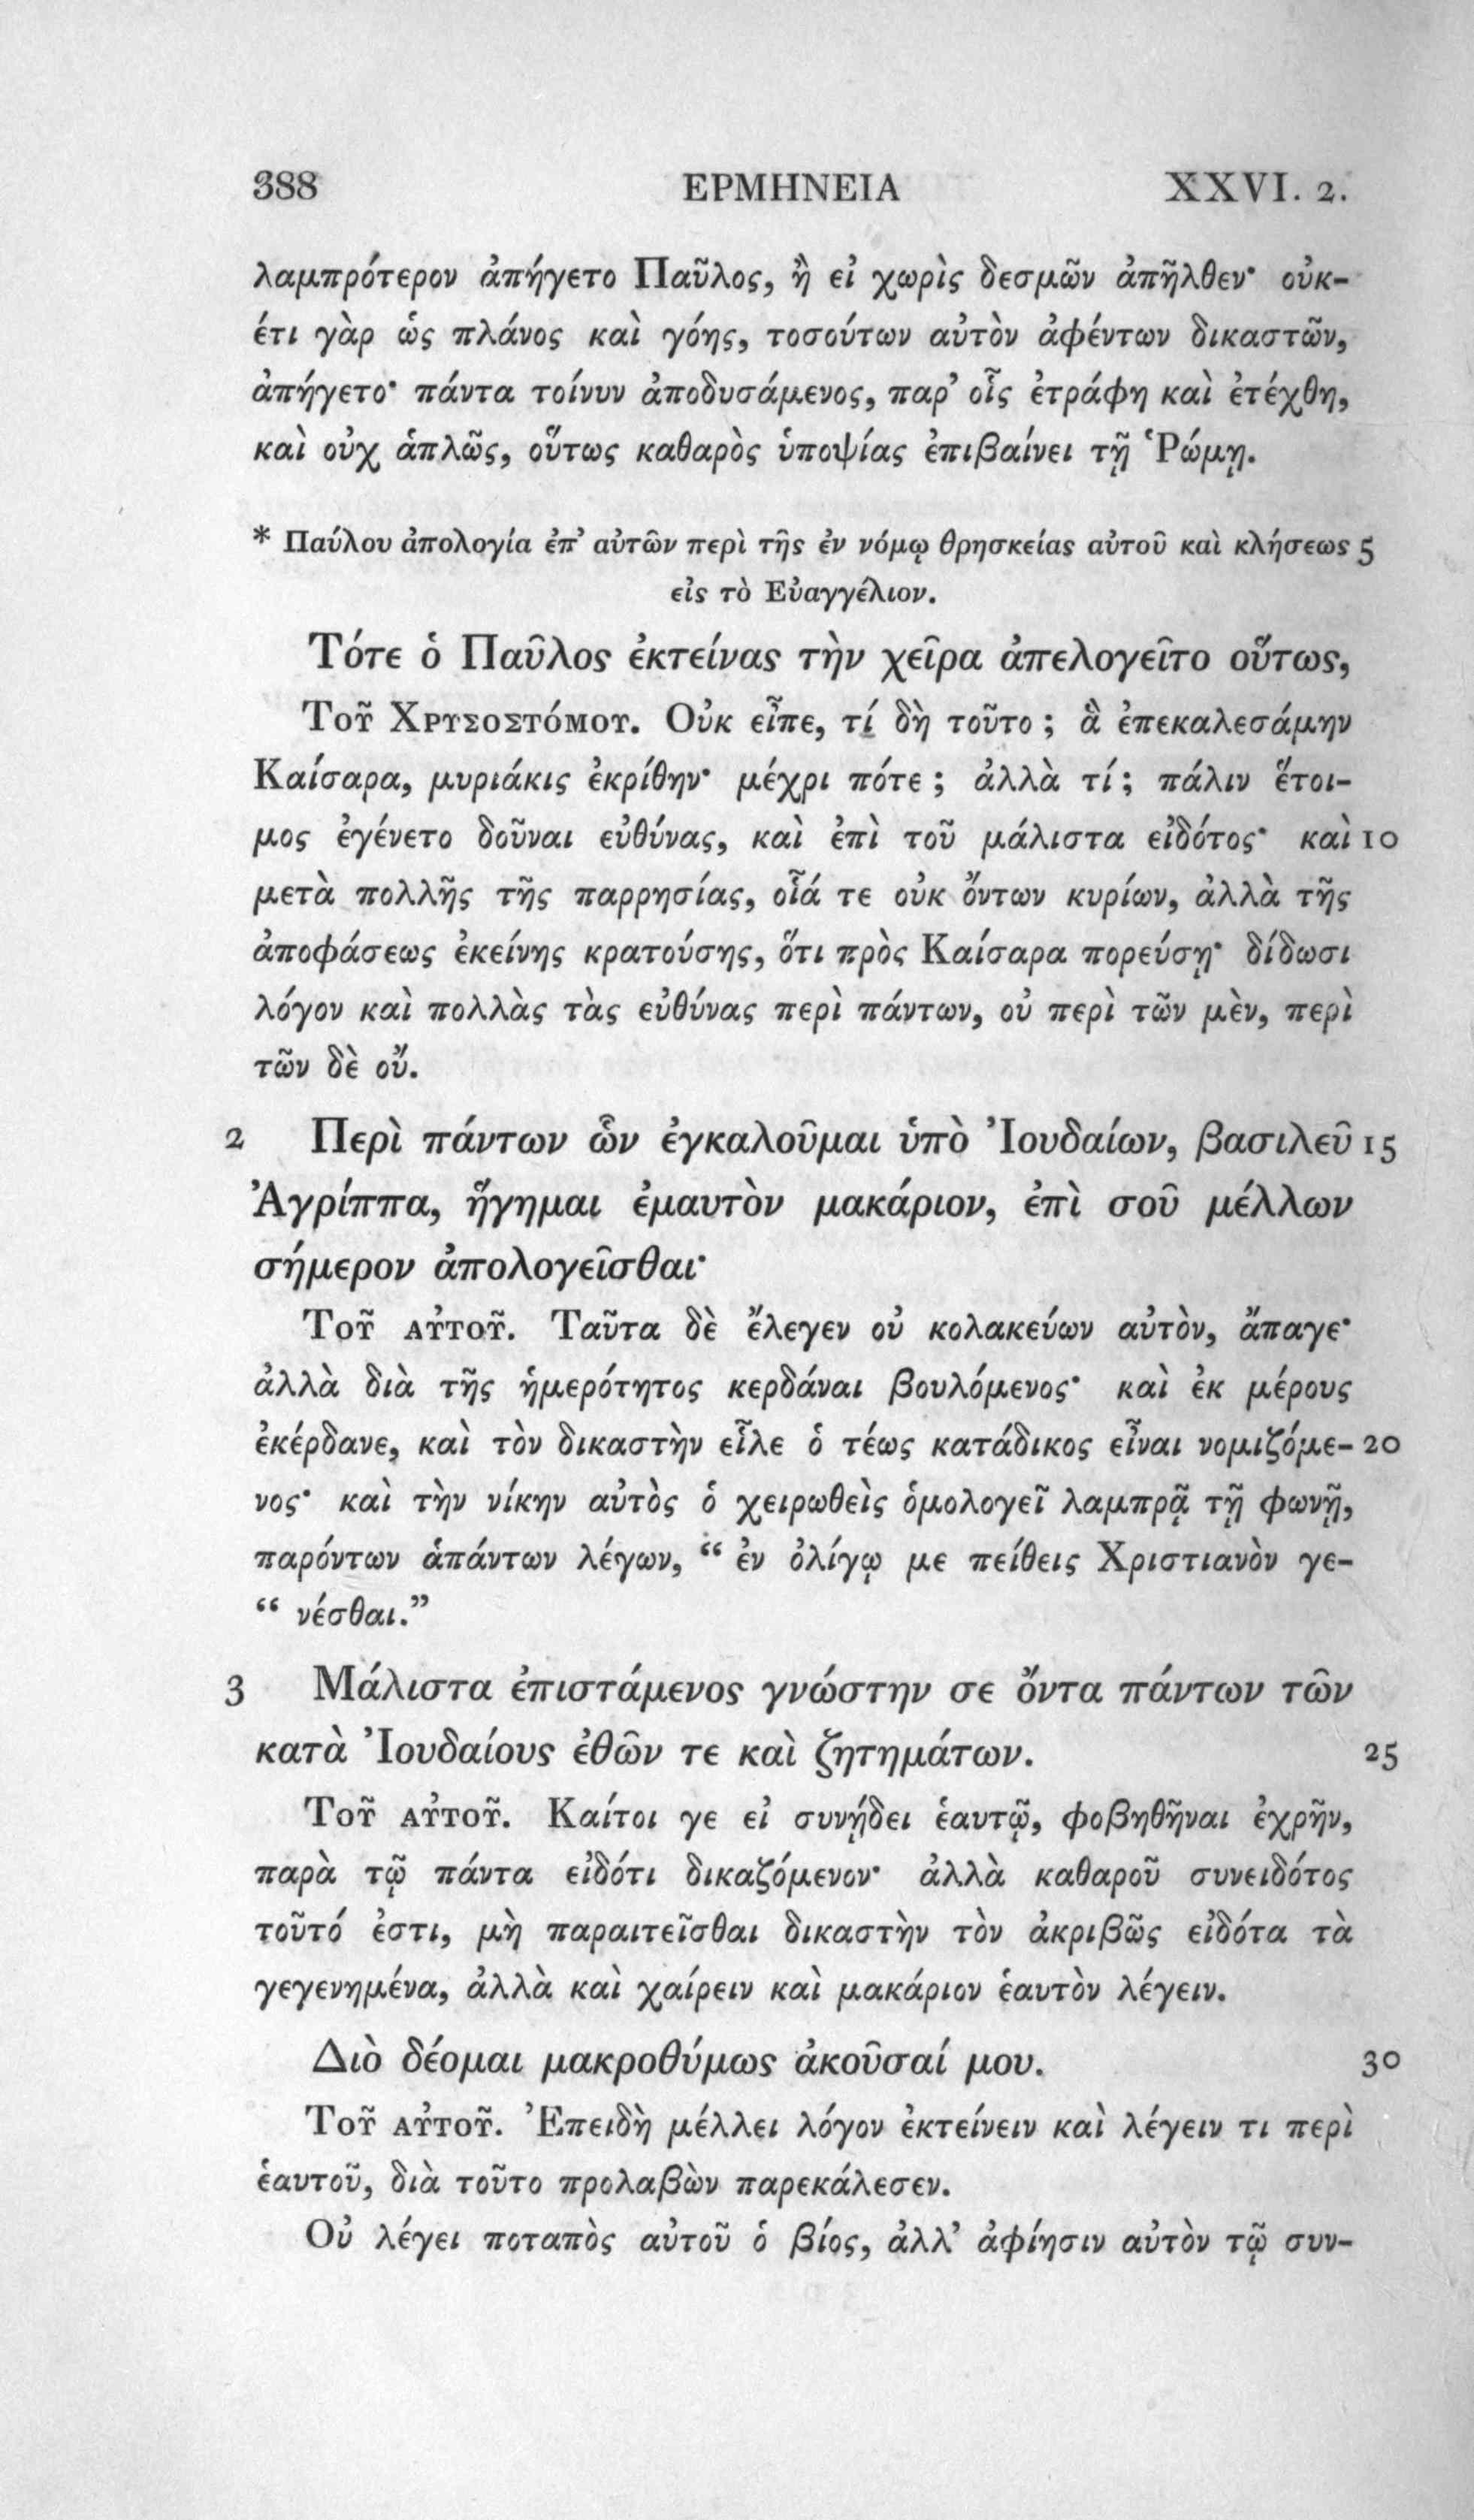 388 ΕΡΜΗΝΕΙΑ XXVI. 2.
λαμπρότερον ἀπήγετο Παῦλος, ἢ εἰ χωρὶς δεσμῶν ἀπῆλθεν· οὐκ-
έτι γὰρ ὡς πλάνος καὶ γόης, τοσούτων αὐτὸν ἀφέντων δικαστῶν,
ἀπήγετο· πάντα τοίνυν ἀποδυσάμενος, παρ’ οἷς ἐτράφη καὶ ἐτέχθη,
καὶ οὐχ ἁπλῶς, οὕτως καθαρὸς ὑποψίας ἐπιβαίνει τῇ Ῥώμῃ.
* Παύλου ἀπολογία ἐπ’ αὐτῶν περὶ τῆς ἐν νόμῳ θρησκείας αὐτοῦ καὶ κλήσεως 5
εἰς τὸ Εὐαγγέλιον.
Τότε ὁ Παῦλος ἐκτείνας τὴν χεῖρα ἀπελογεῖτο οὕτως,
Τοῦ Χρυσοστόμου. Οὐκ εἶπε, τί δὴ τοῦτο ; ἃ ἐπεκαλεσάμην
Καίσαρα, μυριάκις ἐκρίθην· μέχρι πότε ; ἀλλὰ τί ; πάλιν ἕτοι-
μος ἐγένετο δοῦναι εὐθύνας, καὶ ἐπὶ τοῦ μάλιστα εἰδότος· καὶ 10
μετὰ πολλῆς τῆς παρρησίας, οἷά τε οὐκ ὄντων κυρίων, ἀλλὰ τῆς
ἀποφάσεως ἐκείνης κρατούσης, ὅτι πρὸς Καίσαρα πορεύσῃ· δίδωσι
λόγον καὶ πολλὰς τὰς εὐθύνας περὶ πάντων, οὐ περὶ τῶν μὲν, περὶ
τῶν δὲ οὔ.
2 Περὶ πάντων ὧν ἐγκαλοῦμαι ὑπὸ Ἰουδαίων, βασιλεῦ 15
Ἀγρίππα, ἥγημαι ἐμαυτὸν μακάριον, ἐπὶ σοῦ μέλλων
σήμερον ἀπολογεῖσθαι·
Τοῦ αὐτοῦ. Ταῦτα δὲ ἔλεγεν οὐ κολακεύων αὐτὸν, ἄπαγε·
ἀλλὰ διὰ τῆς ἡμερότητος κερδάναι βουλόμενος· καὶ ἐκ μέρους
ἐκέρδανε, καὶ τὸν δικαστὴν εἷλε ὁ τέως κατάδικος εἶναι νομιζόμε- 20
νος· καὶ τὴν νίκην αὐτὸς ὁ χειρωθεὶς ὁμολογεῖ λαμπρᾷ τῇ φωνῇ,
παρόντων ἁπάντων λέγων, “ ἐν ὀλίγῳ με πείθεις Χριστιανὸν γε-
“ νέσθαι.”
3 Μάλιστα ἐπιστάμενος γνώστην σε ὄντα πάντων τῶν
κατὰ Ἰουδαίους ἐθῶν τε καὶ ζητημάτων. 25
Τοῦ αὐτοῦ. Καίτοι γε εἰ συνῄδει ἑαυτῷ, φοβηθῆναι ἐχρῆν,
παρὰ τῷ πάντα εἰδότι δικαζόμενον· ἀλλὰ καθαροῦ συνειδότος
τοῦτό ἐστι, μὴ παραιτεῖσθαι δικαστὴν τὸν ἀκριβῶς εἰδότα τὰ
γεγενημένα, ἀλλὰ καὶ χαίρειν καὶ μακάριον ἑαυτὸν λέγειν.
Διὸ δέομαι μακροθύμως ἀκοῦσαί μου. 30
Τοῦ αὐτοῦ. Ἐπειδὴ μέλλει λόγον ἐκτείνειν καὶ λέγειν τι περὶ
ἑαυτοῦ, διὰ τοῦτο προλαβὼν παρεκάλεσεν.
Οὐ λέγει ποταπὸς αὐτοῦ ὁ βίος, ἀλλ’ ἀφίησιν αὐτὸν τῷ συν-